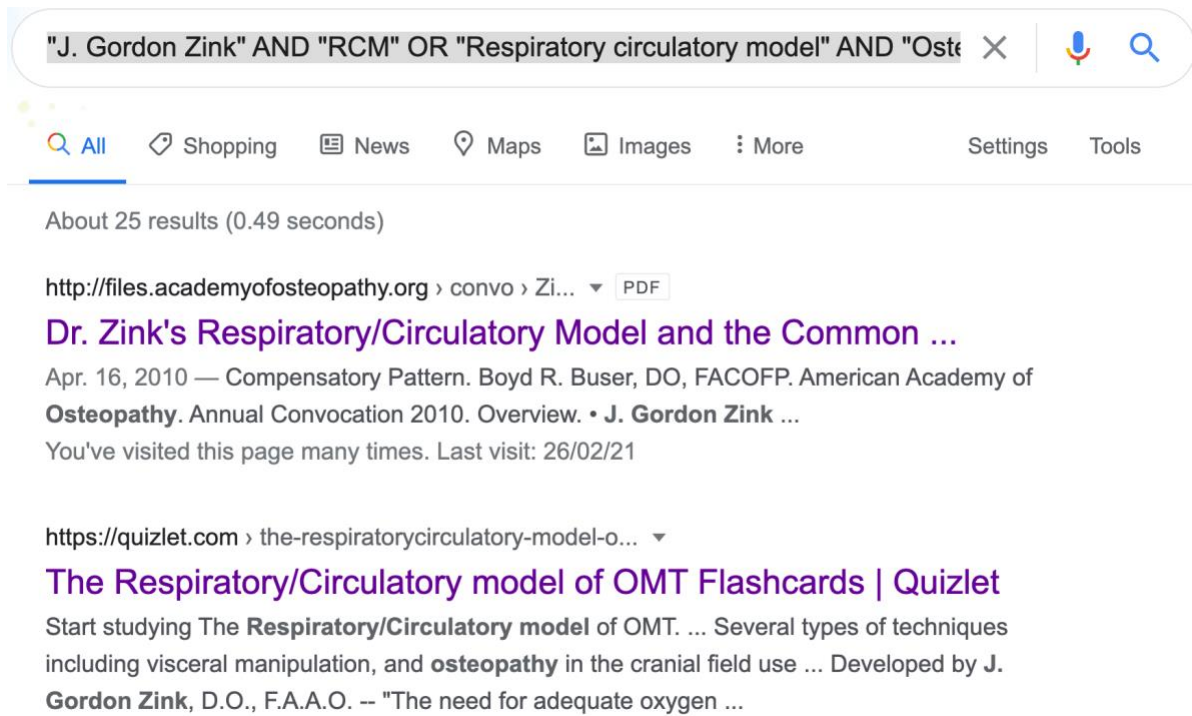 "J. Gordon Zink" AND "RCM" OR "Respiratory circulatory model" AND "Oste
All Shopping News Maps Images More Settings Tools
About 25 results (0.49 seconds)
http://files.academyofosteopathy.org › convo › Zi... PDF
Dr. Zink's Respiratory/Circulatory Model and the Common ...
Apr. 16, 2010 — Compensatory Pattern. Boyd R. Buser, DO, FACOFP. American Academy of
Osteopathy. Annual Convocation 2010. Overview. • J. Gordon Zink ...
You've visited this page many times. Last visit: 26/02/21
https://quizlet.com › the-respiratorycirculatory-model-o...
The Respiratory/Circulatory model of OMT Flashcards | Quizlet
Start studying The Respiratory/Circulatory model of OMT. ... Several types of techniques
including visceral manipulation, and osteopathy in the cranial field use ... Developed by J.
Gordon Zink, D.O., F.A.A.O. -- "The need for adequate oxygen ...